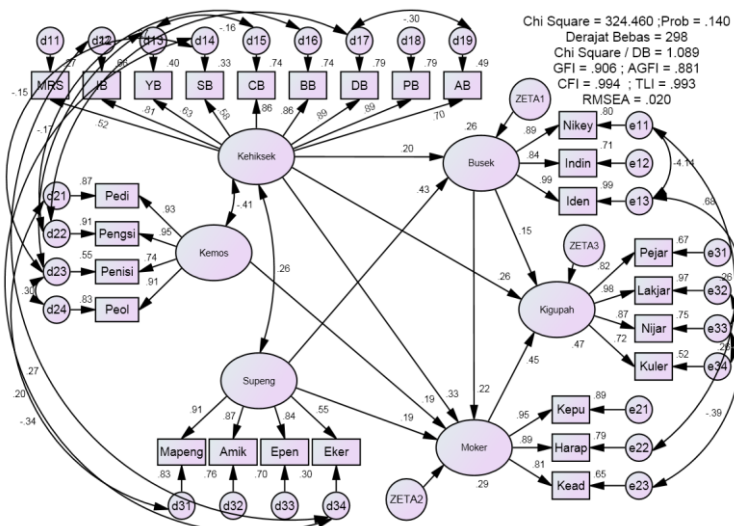 Chi Square = 324.460 ;Prob = .140
Derajat Bebas = 298
Chi Square / DB = 1.089
GFI = .906 ; AGFI = .881
CFI = .994 ; TLI = .993
RMSEA = .020
-.30
-.16
d11 d12 d13 d14 d15 d16 d17 d18 d19
.27 .66 .40 .33 .74 .74 .79 .79 .49
MRS IB YB SB CB BB DB PB AB
-.15
.52 .81 .63 .58 .86 .86 .89 .89 .70
Kehiksek
ZETA1
.26
Busek
.20
.43
.89 Nikey .80 e11
.84 Indin .71 e12
.99 Iden .99 e13
-4.14
.68
d21 .87 Pedi .93
d22 .91 Pengsi .95
d23 .55 Penisi .74
d24 .83 Peol .91
.30
Kemos
-.41
.26
.15
ZETA3
.26
Kigupah
.47
.82 Pejar .67 e31
.98 Lakjar .97 e32
.87 Nijar .75 e33
.72 Kuler .52 e34
.26
-.39
Supeng
.91 .87 .84 .55
Mapeng Amik Epen Eker
.83 .76 .70 .30
d31 d32 d33 d34
.27
.20
-.34
.19
.33
.22
.45
.19
Moker
.29
ZETA2
.95 Kepu .89 e21
.89 Harap .79 e22
.81 Kead .65 e23